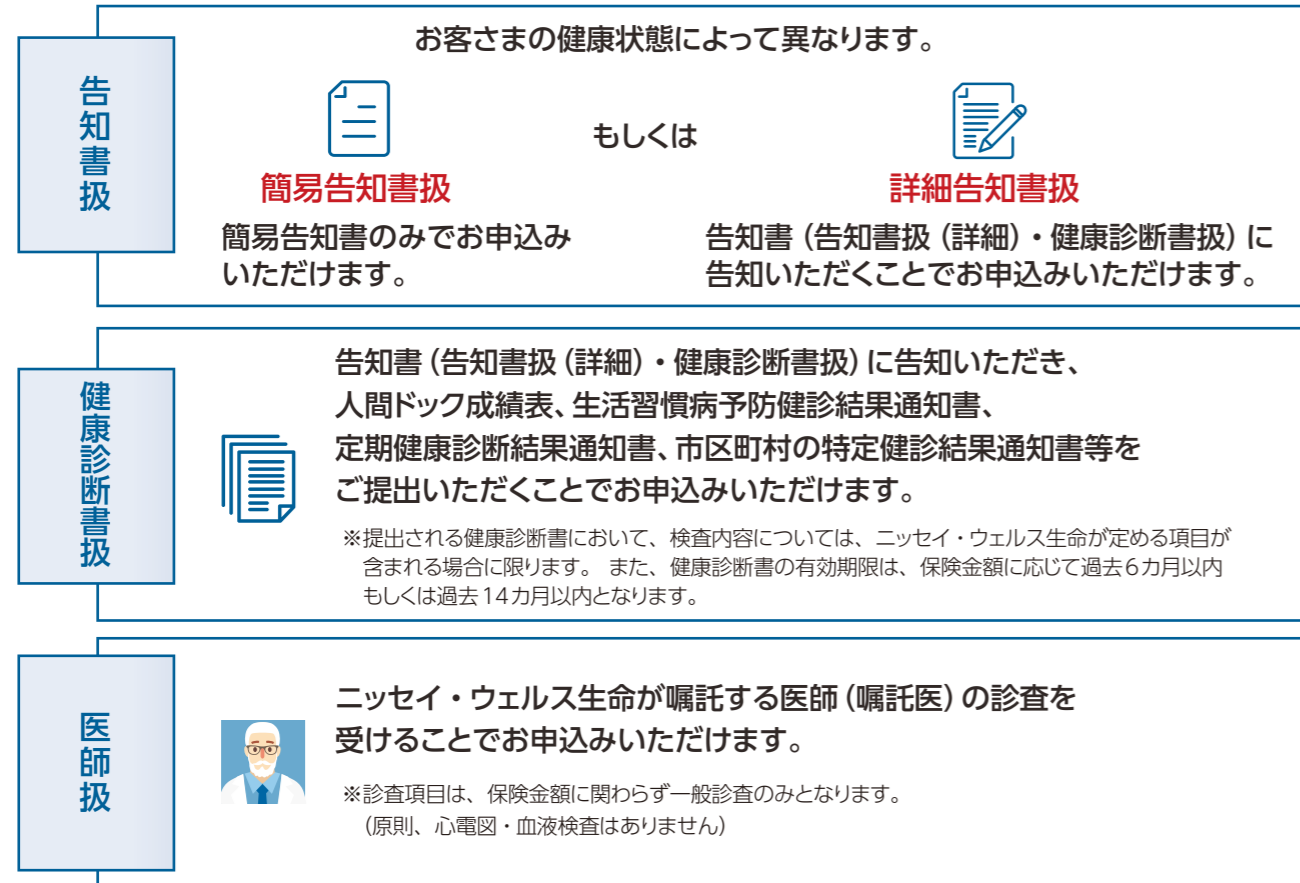 告知書扱
お客さまの健康状態によって異なります。
簡易告知書扱
簡易告知書のみでお申込み
いただけます。
もしくは
詳細告知書扱
告知書(告知書扱(詳細)・健康診断書扱)に
告知いただくことでお申込みいただけます。
健康診断書扱
告知書(告知書扱(詳細)・健康診断書扱)に告知いただき、
人間ドック成績表、生活習慣病予防健診結果通知書、
定期健康診断結果通知書、市区町村の特定健診結果通知書等を
ご提出いただくことでお申込みいただけます。
※提出される健康診断書において、検査内容については、ニッセイ・ウェルス生命が定める項目が
含まれる場合に限ります。 また、健康診断書の有効期限は、保険金額に応じて過去6カ月以内
もしくは過去14カ月以内となります。
医師扱
ニッセイ・ウェルス生命が嘱託する医師(嘱託医)の診査を
受けることでお申込みいただけます。
※診査項目は、保険金額に関わらず一般診査のみとなります。
(原則、心電図・血液検査はありません)